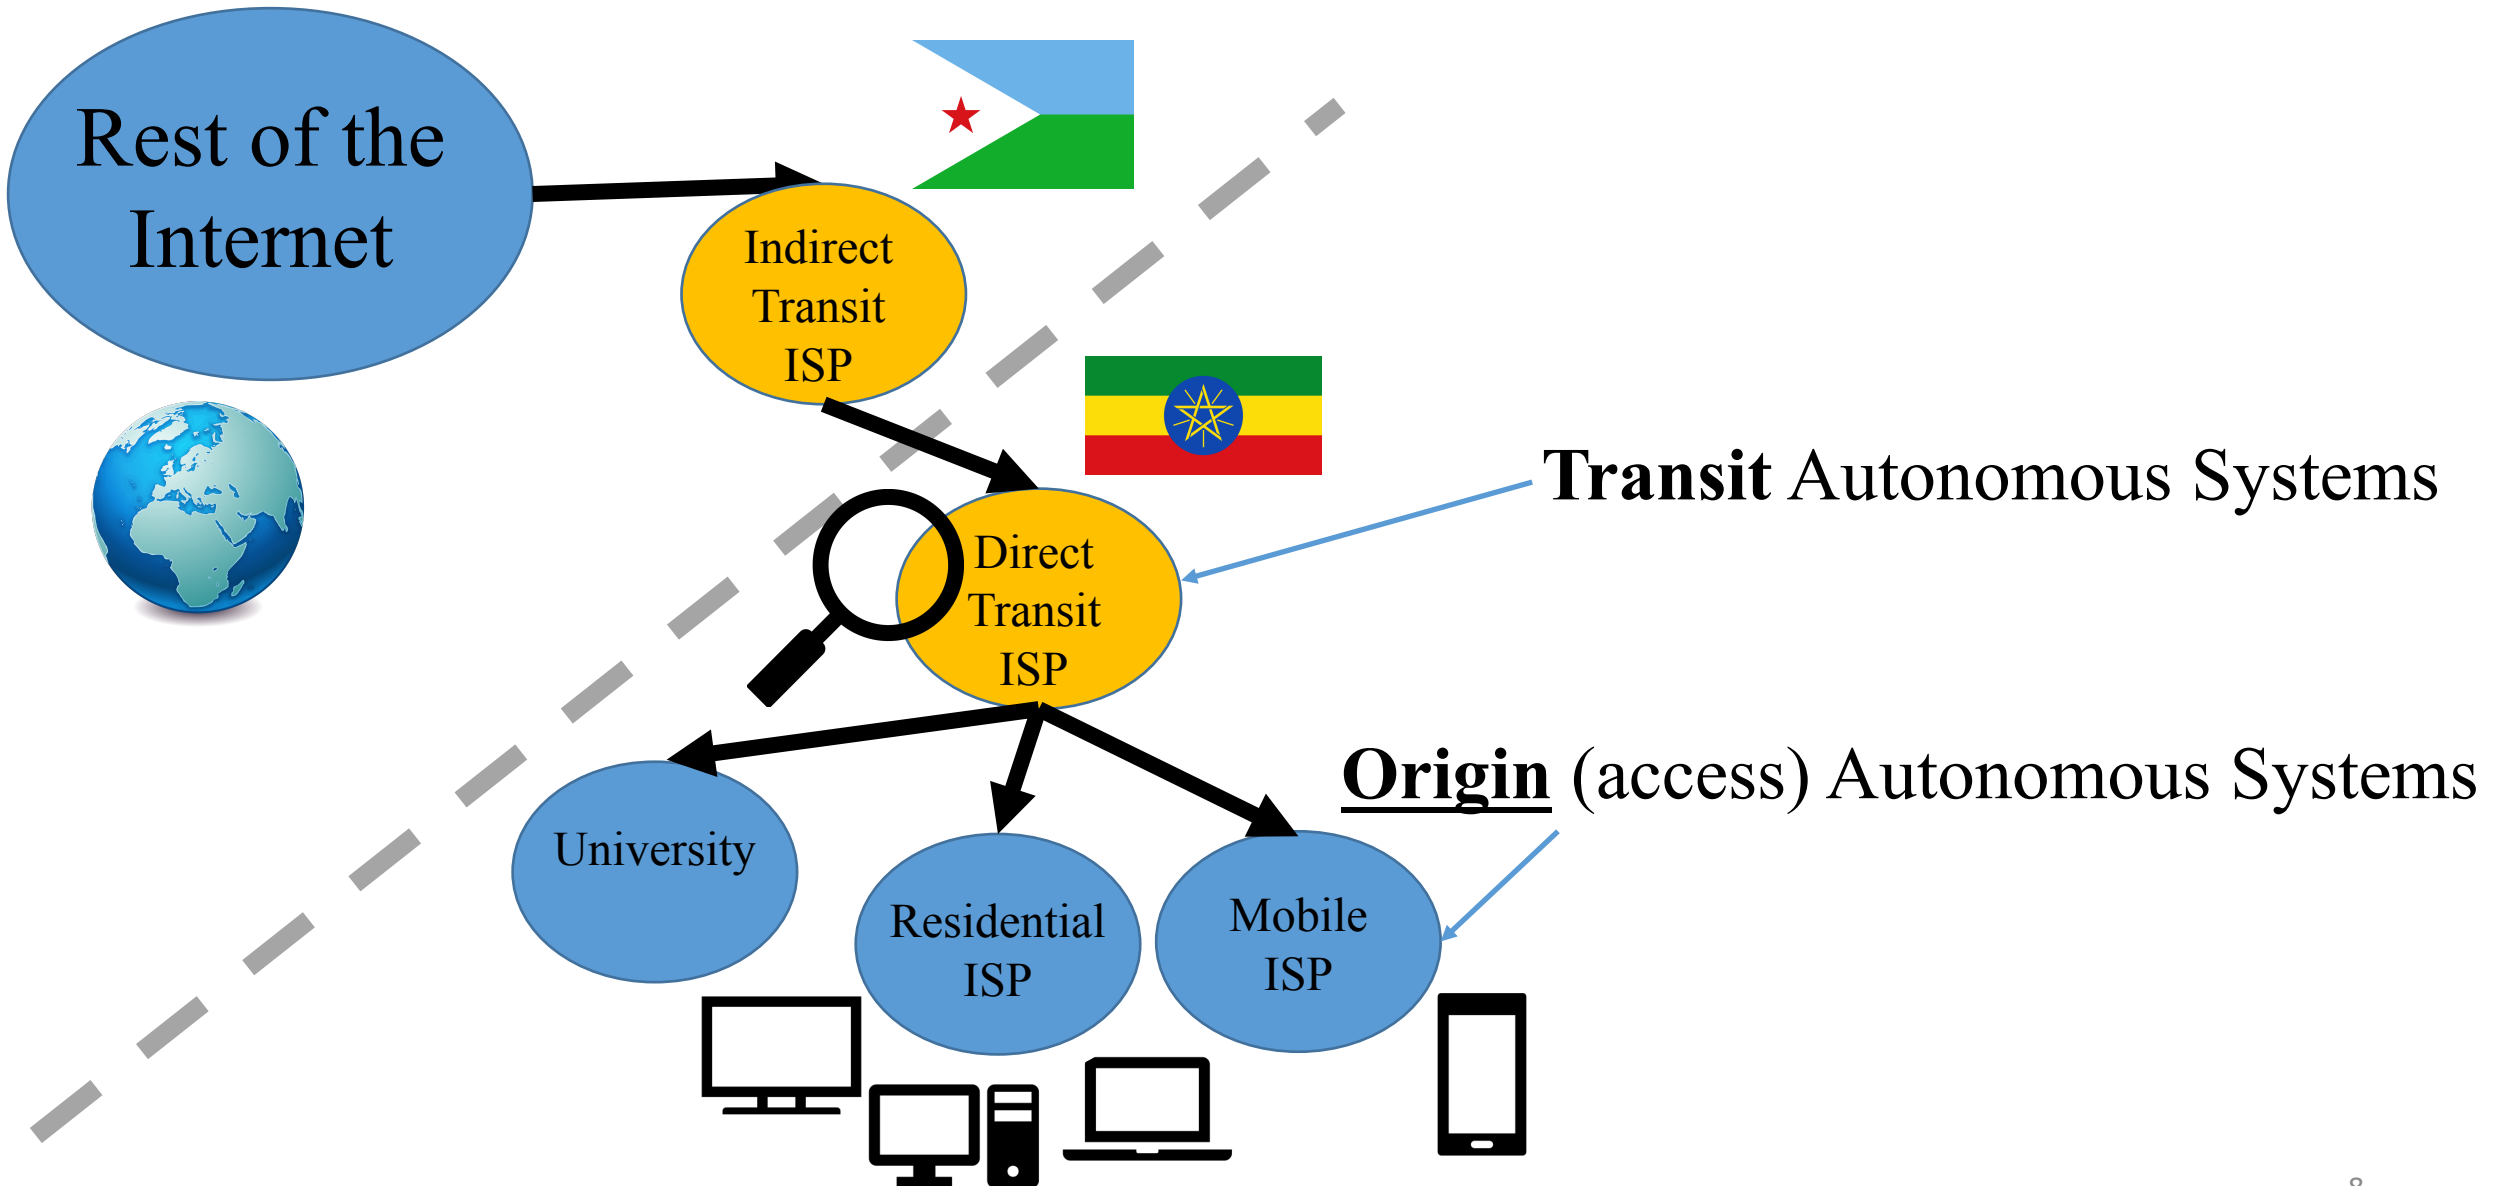 Rest of the
Internet
Indirect
Transit
ISP
Direct
Transit
ISP
Transit Autonomous Systems
Origin (access) Autonomous Systems
University
Residential
ISP
Mobile
ISP
8